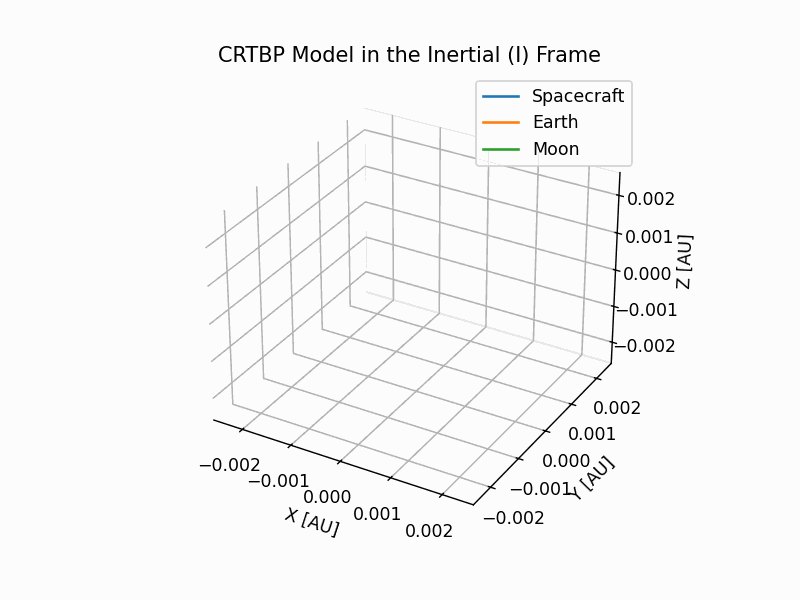 CRTBP Model in the Inertial (I) Frame
Spacecraft
Earth
Moon
0.002
0.001
0.000
−0.001
−0.002
Z [AU]
0.002
0.001
0.000
−0.001
−0.002
Y [AU]
−0.002
−0.001
0.000
0.001
0.002
X [AU]